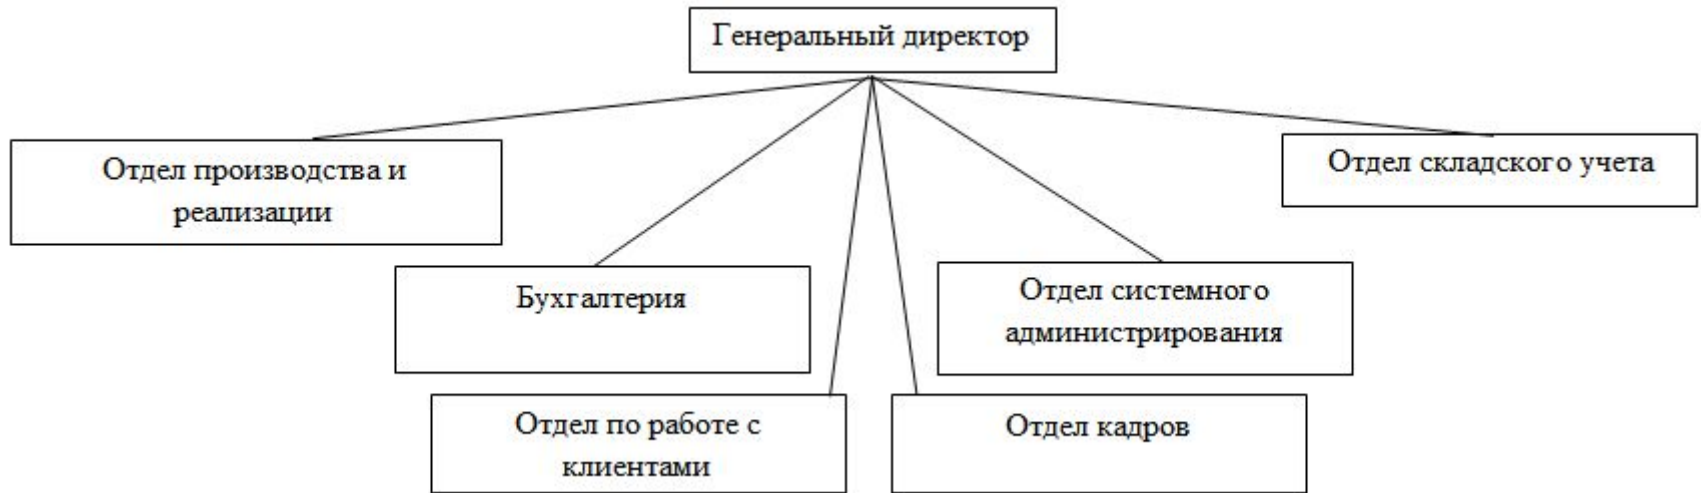 Генеральный директор
Отдел производства и
реализации
Отдел складского учета
Бухгалтерия
Отдел системного
администрирования
Отдел по работе с
клиентами
Отдел кадров